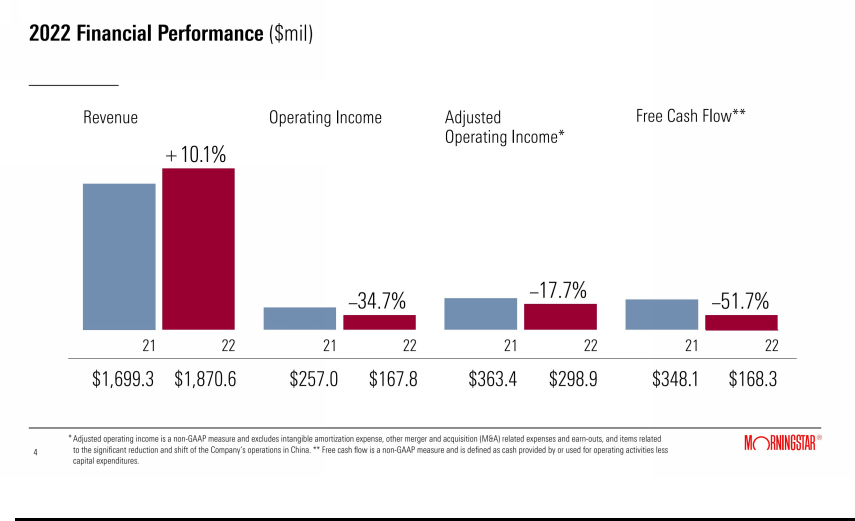 2022 Financial Performance ($mil)
Revenue
Operating Income
Adjusted
Operating Income*
Free Cash Flow**
+ 10.1%
–34.7%
–17.7%
–51.7%
21 22 21 22 21 22 21 22
$1,699.3 $1,870.6 $257.0 $167.8 $363.4 $298.9 $348.1 $168.3
* Adjusted operating income is a non-GAAP measure and excludes intangible amortization expense, other merger and acquisition (M&A) related expenses and earn-outs, and items related
to the significant reduction and shift of the Company's operations in China. ** Free cash flow is a non-GAAP measure and is defined as cash provided by or used for operating activities less
capital expenditures.
4
MORNINGSTAR®